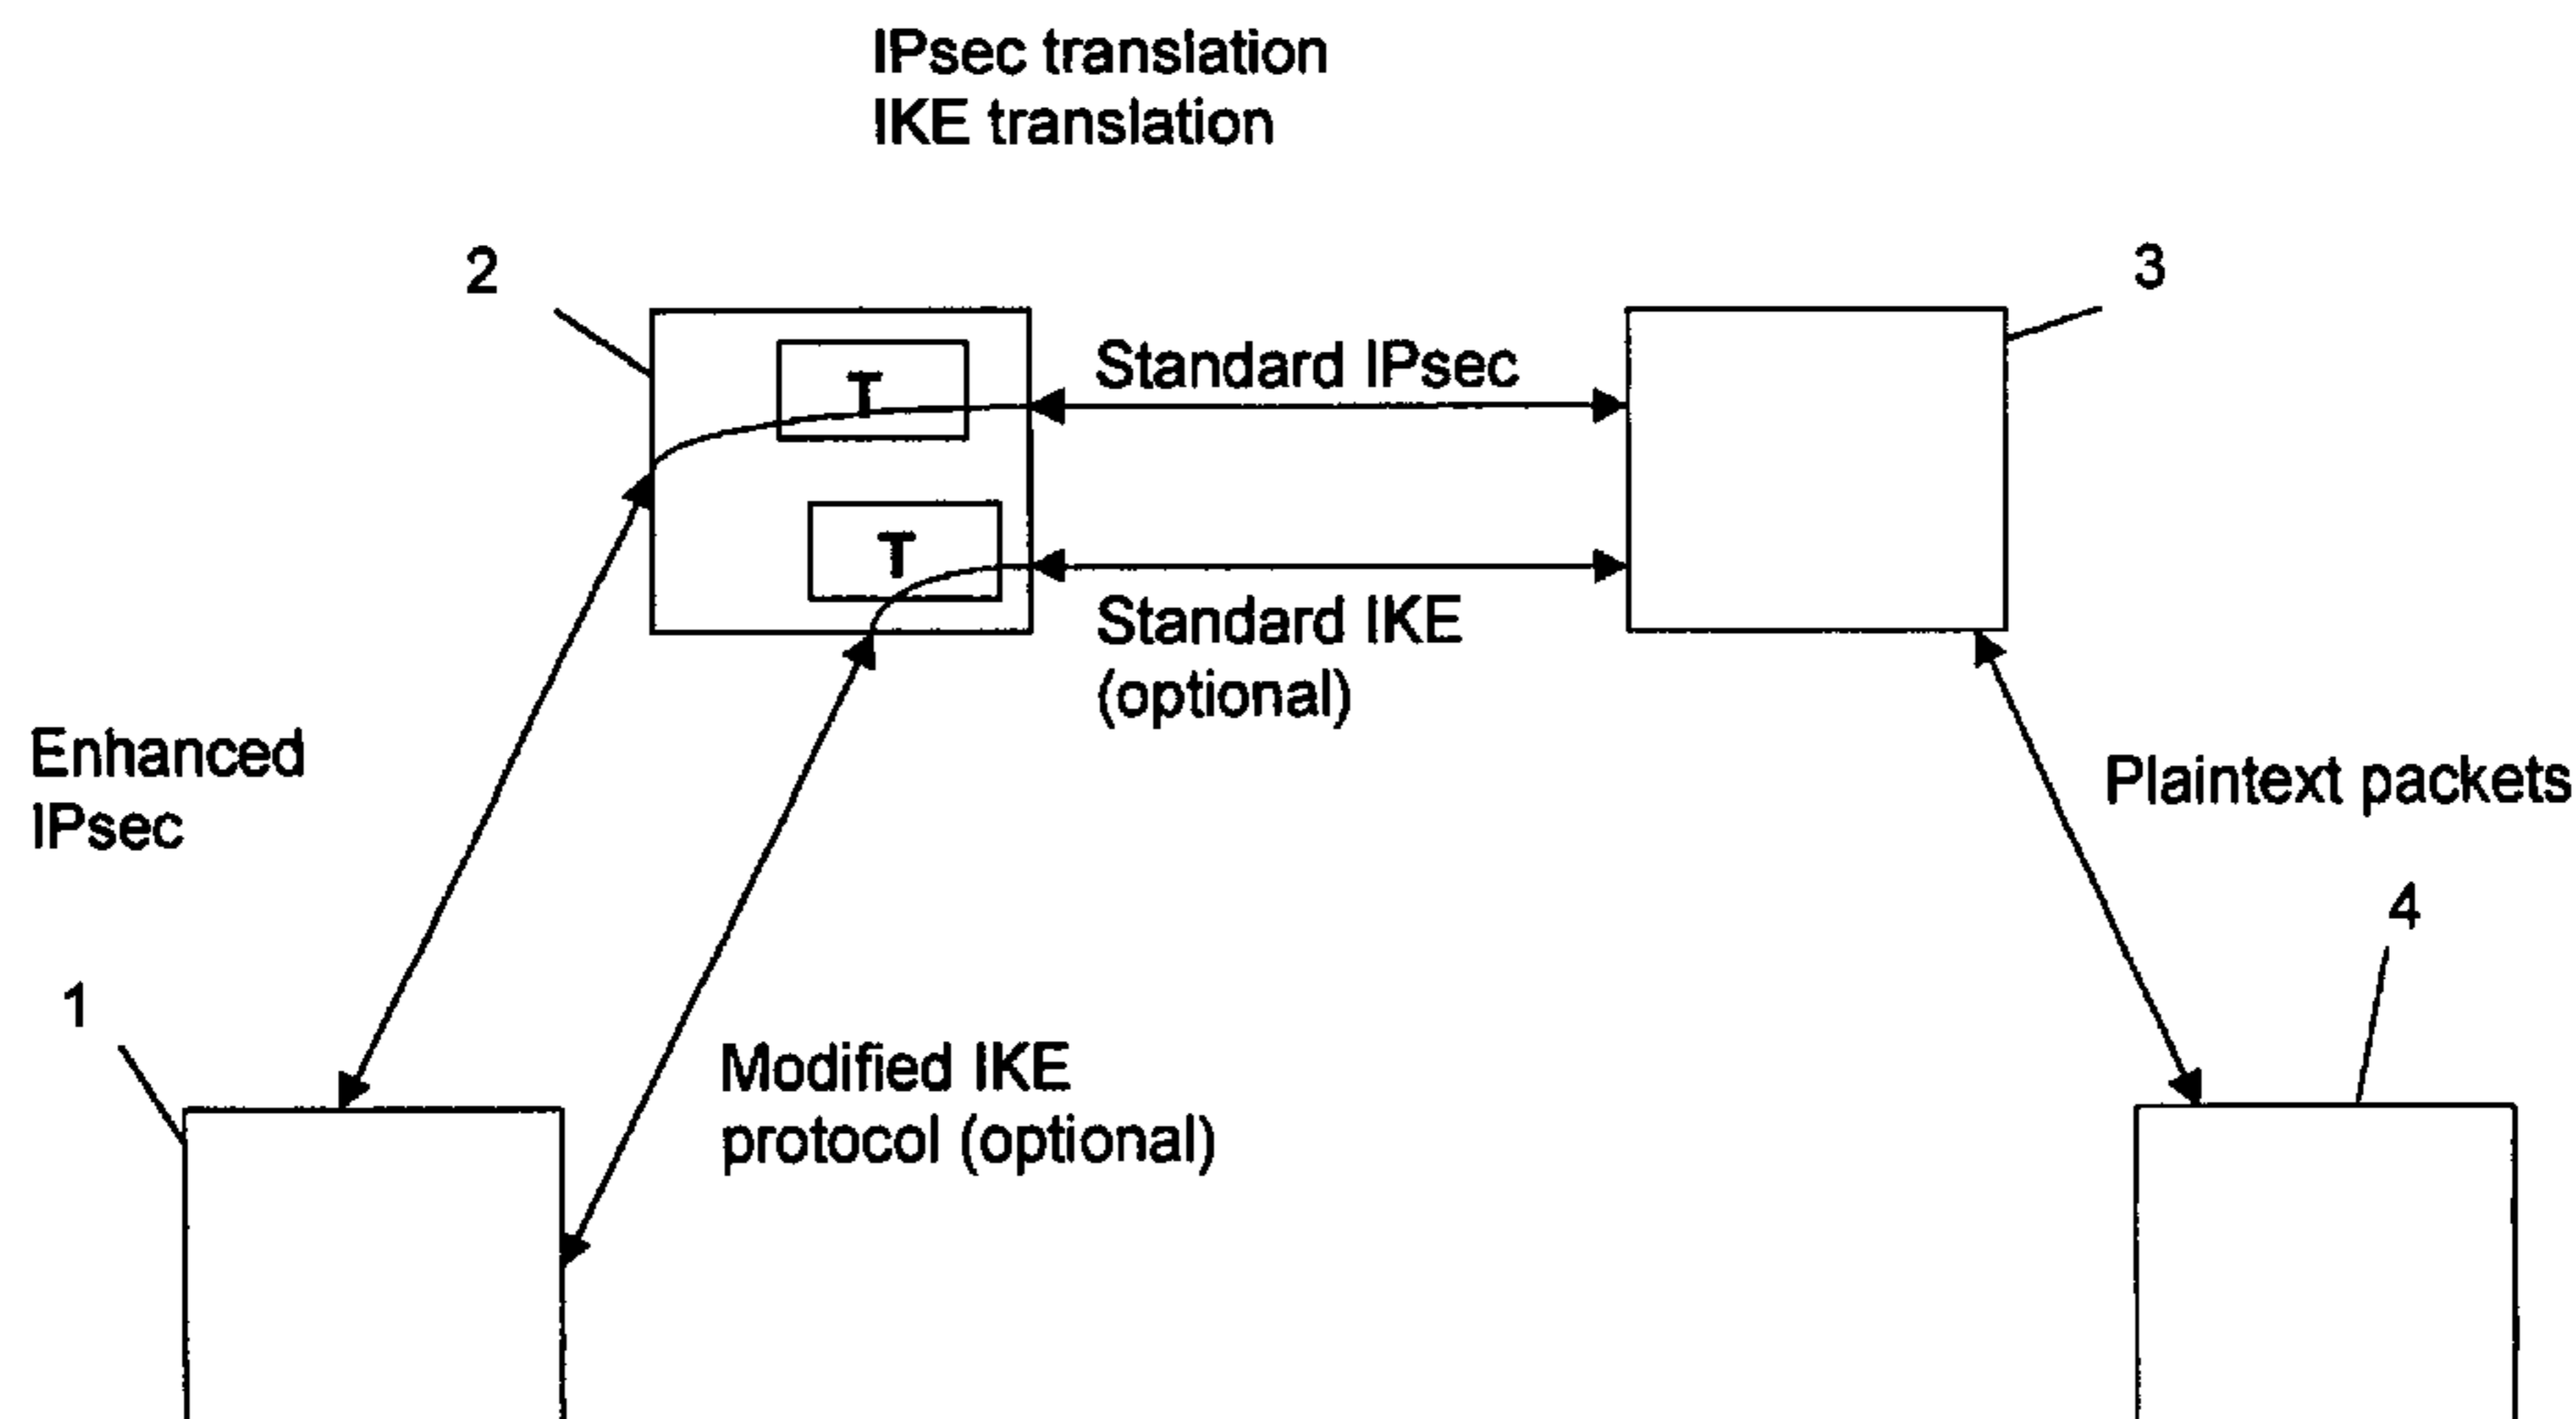 IPsec translation
IKE translation
2
3
T
Standard IPsec
T
Standard IKE
(optional)
Enhanced
IPsec
Plaintext packets
4
1
Modified IKE
protocol (optional)